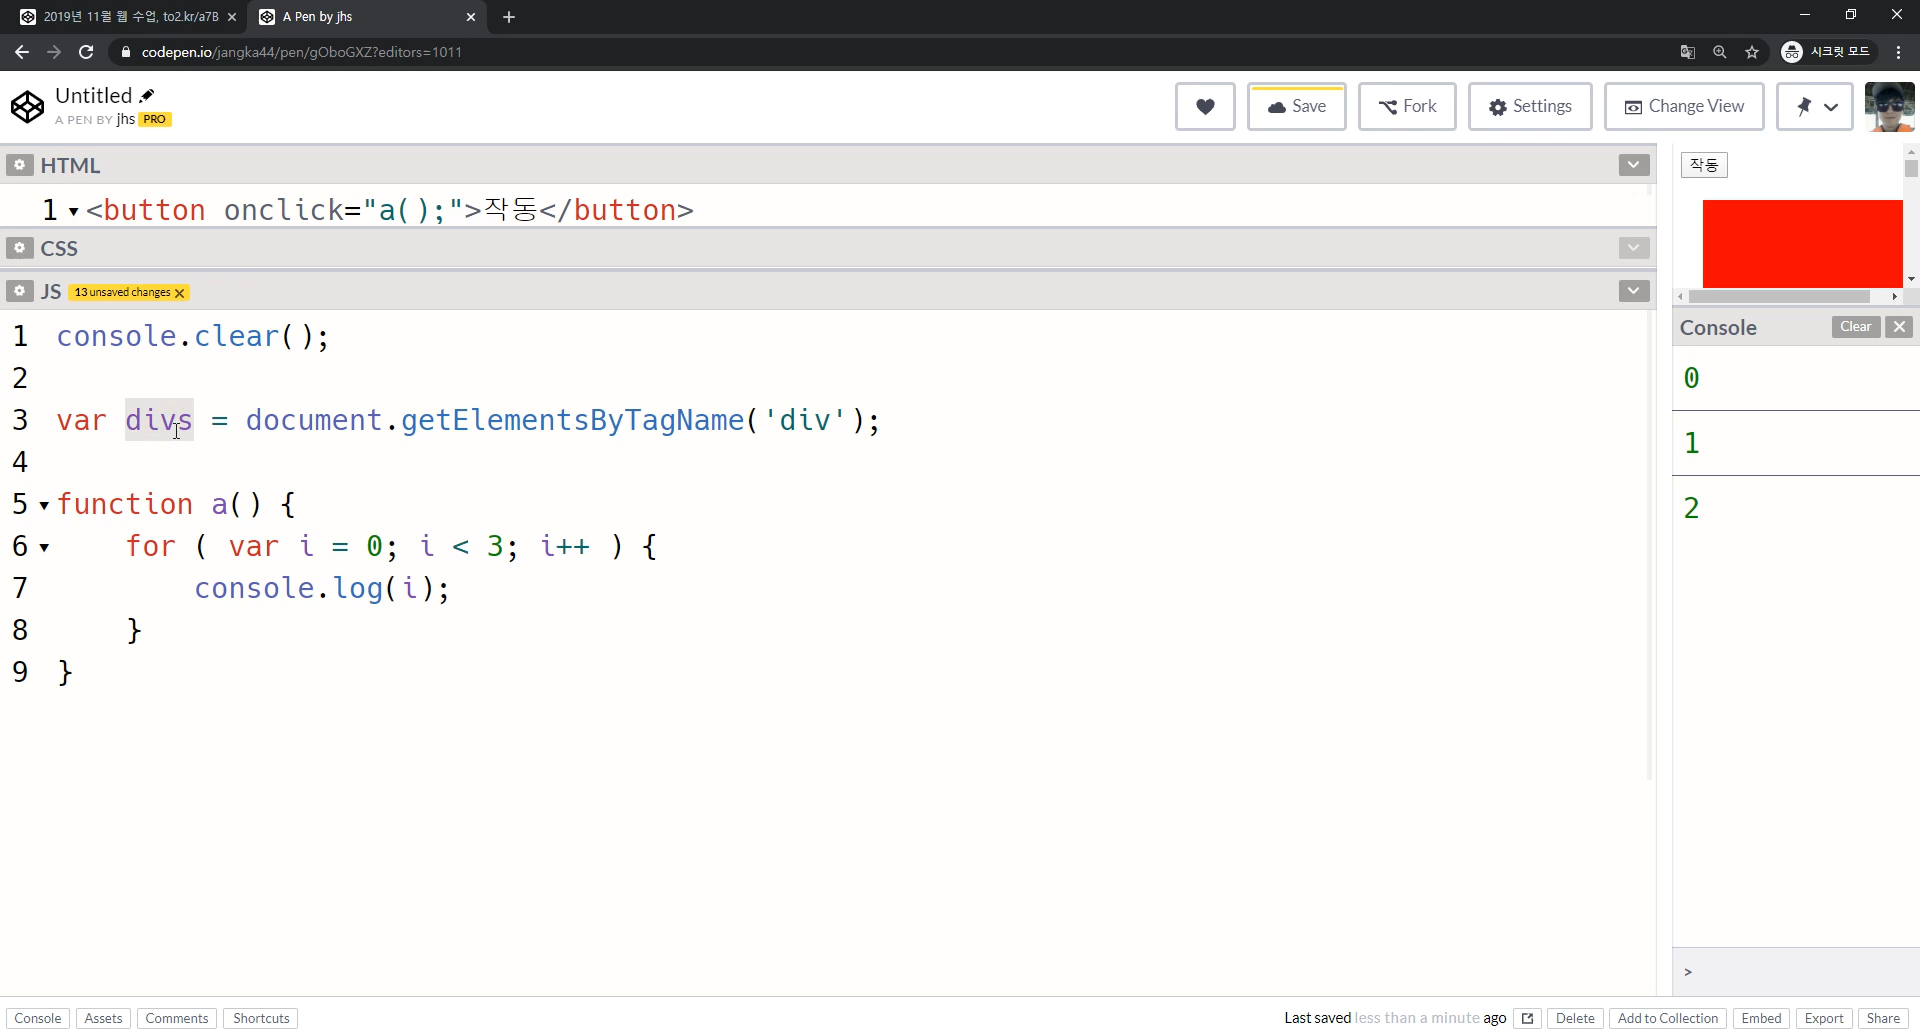 2019년 11월 웹 수업, to2.kr/a7B
A Pen by jhs
codepen.io/jangka44/pen/gOboGXZ?editors=1011
시크릿 모드
Untitled
A PEN BY jhs PRO
Save
Fork
Settings
Change View
HTML
1 <button onclick="a();">작동</button>
CSS
JS 13 unsaved changes
1 console.clear();
2
3 var divs = document.getElementsByTagName('div');
4
5 function a() {
6 for ( var i = 0; i < 3; i++ ) {
7 console.log(i);
8 }
9 }
작동
Console Clear
0
1
2
>
Console Assets Comments Shortcuts
Last saved less than a minute ago Delete Add to Collection Embed Export Share